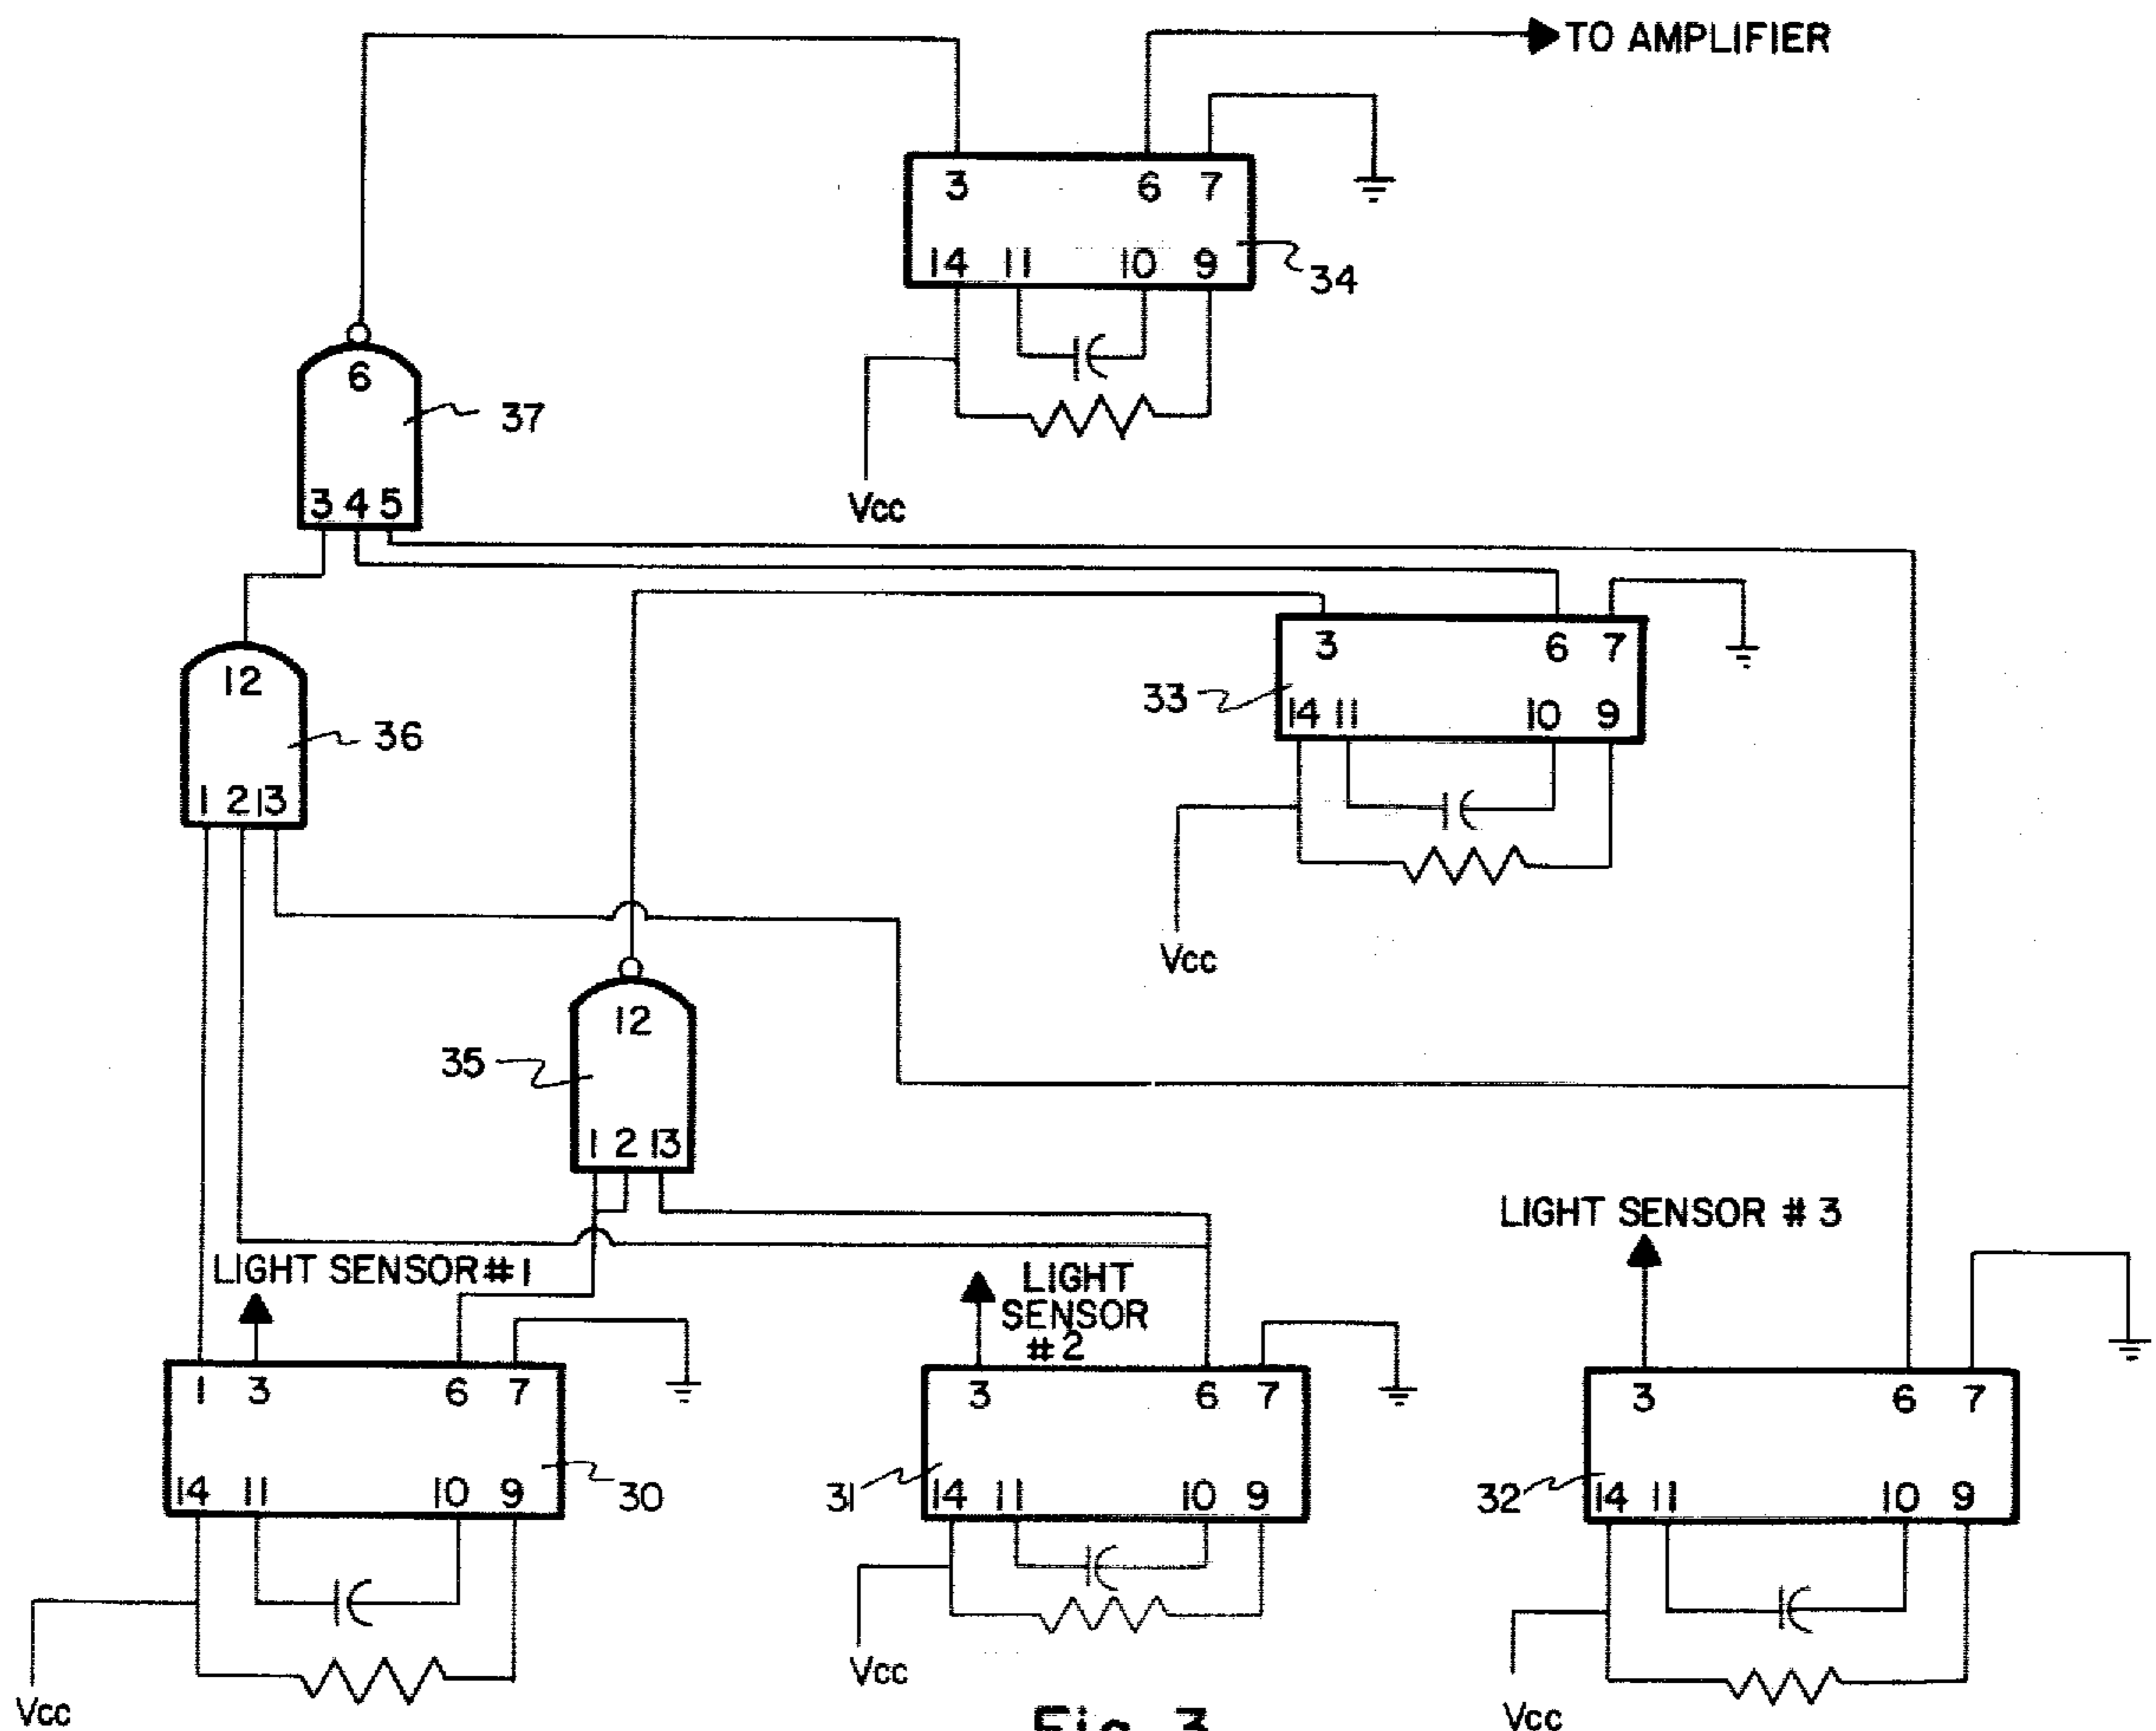 TO AMPLIFIER
3 6 7
14 11 10 9
34
6
37
3 4 5
Vcc
3 6 7
33
14 11 10 9
12
36
1 2 13
Vcc
12
35
1 2 13
LIGHT SENSOR # 3
LIGHT SENSOR #1
LIGHT
SENSOR
#2
1 3 6 7
14 11 10 9
30
3 6 7
31
14 11 10 9
3 6 7
32
14 11 10 9
Vcc
Vcc
Vcc
Fig. 3